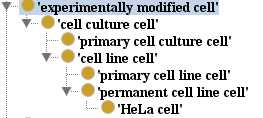 'experimentally modified cell'
'cell culture cell'
'primary cell culture cell'
'cell line cell'
'primary cell line cell'
'permanent cell line cell'
'HeLa cell'